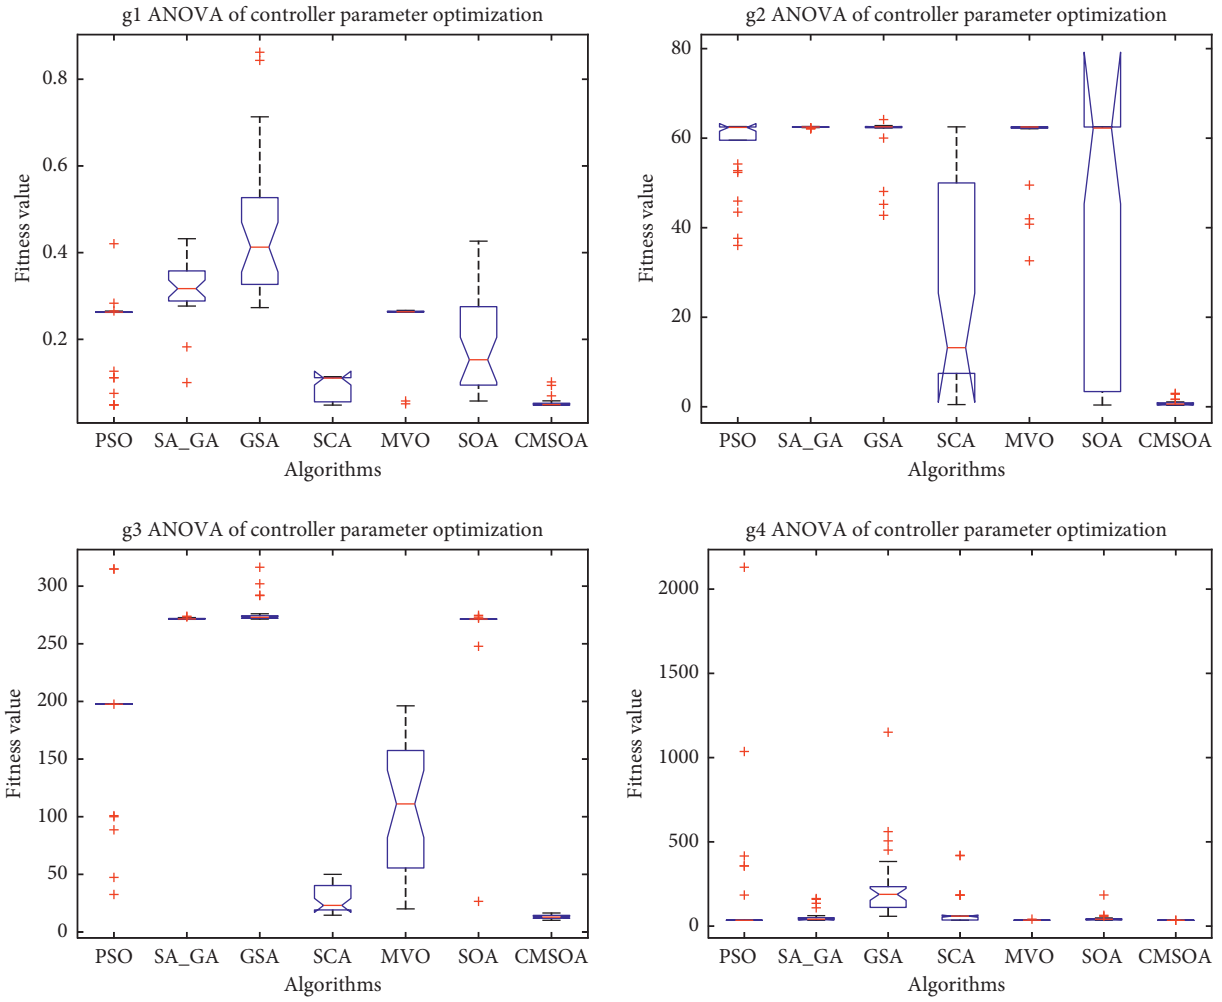 g1 ANOVA of controller parameter optimization
0.8
0.6
0.4
0.2
Fitness value
PSO SA_GA GSA SCA MVO SOA CMSOA
Algorithms
g2 ANOVA of controller parameter optimization
80
60
40
20
0
Fitness value
PSO SA_GA GSA SCA MVO SOA CMSOA
Algorithms
g3 ANOVA of controller parameter optimization
300
250
200
150
100
50
0
Fitness value
PSO SA_GA GSA SCA MVO SOA CMSOA
Algorithms
g4 ANOVA of controller parameter optimization
2000
1500
1000
500
0
Fitness value
PSO SA_GA GSA SCA MVO SOA CMSOA
Algorithms